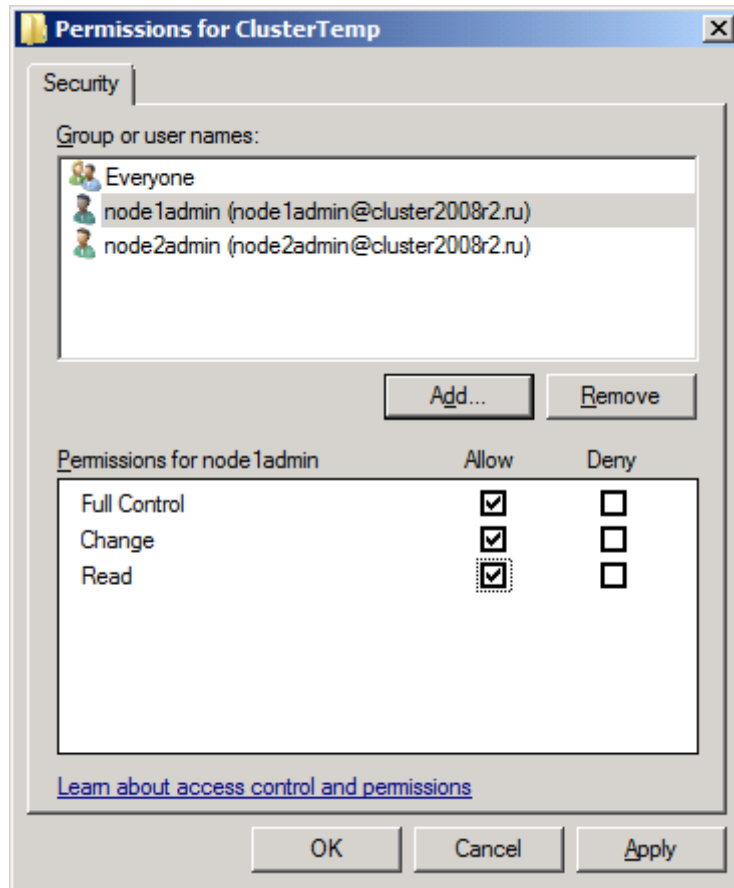 Permissions for ClusterTemp
Security
Group or user names:
Everyone
node1admin (node1admin@cluster2008r2.ru)
node2admin (node2admin@cluster2008r2.ru)
Add... Remove
Permissions for node1admin Allow Deny
Full Control
Change
Read
Learn about access control and permissions
OK Cancel Apply